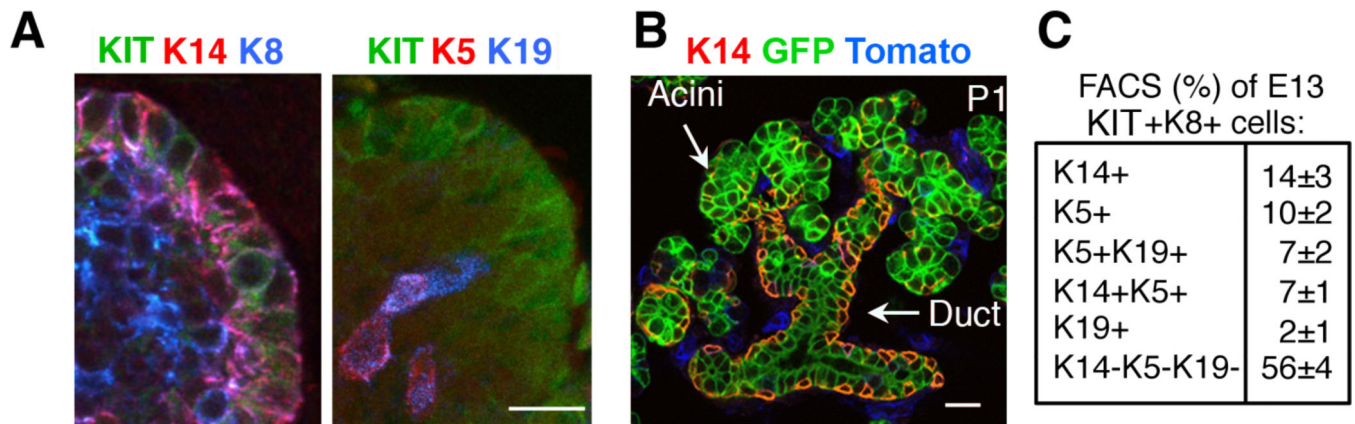 A
KIT K14 K8
KIT K5 K19
B
K14 GFP Tomato
Acini
P1
Duct
C
FACS (%) of E13
KIT+K8+ cells:
K14+ 14±3
K5+ 10±2
K5+K19+ 7±2
K14+K5+ 7±1
K19+ 2±1
K14-K5-K19- 56±4